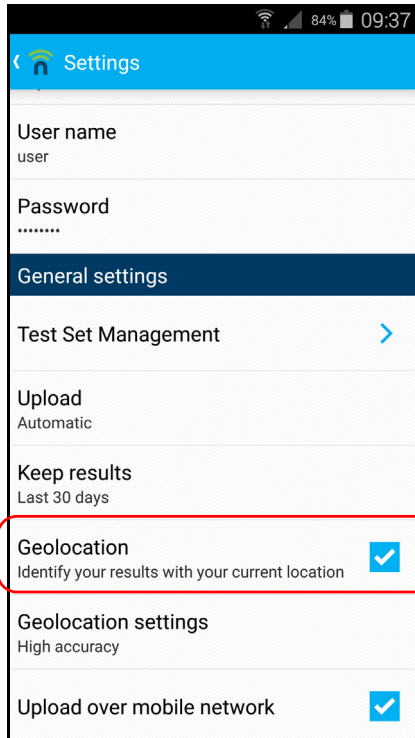 84% 09:37
Settings
User name
user
Password
••••••••
General settings
Test Set Management
Upload
Automatic
Keep results
Last 30 days
Geolocation
Identify your results with your current location
Geolocation settings
High accuracy
Upload over mobile network